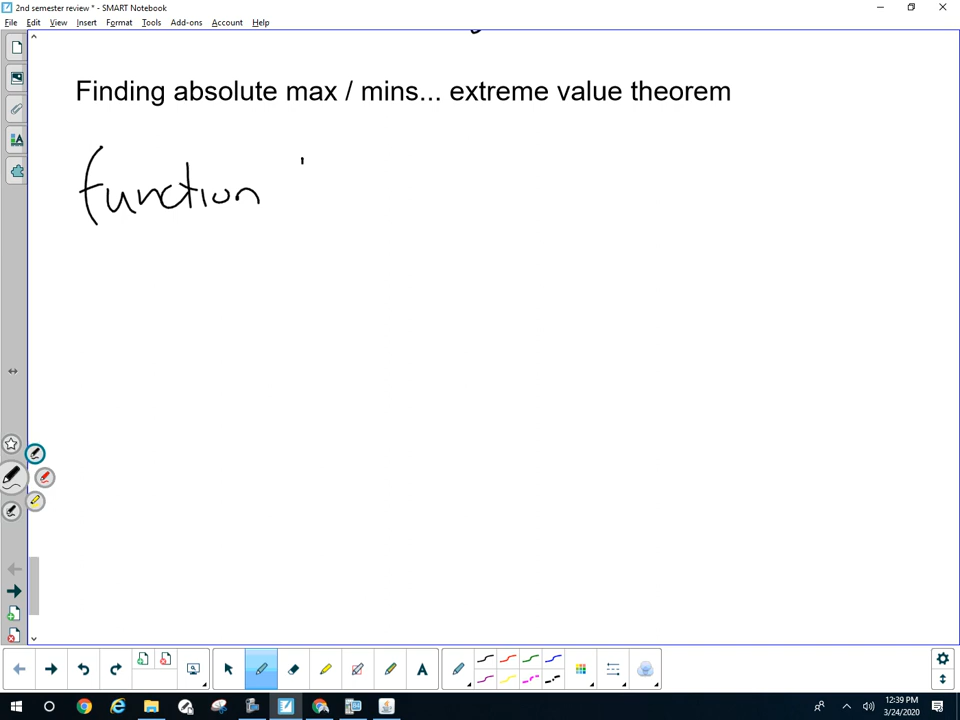 2nd semester review * - SMART Notebook
File Edit View Insert Format Tools Add-ons Account Help
Finding absolute max / mins... extreme value theorem
function
12:39 PM
3/24/2020